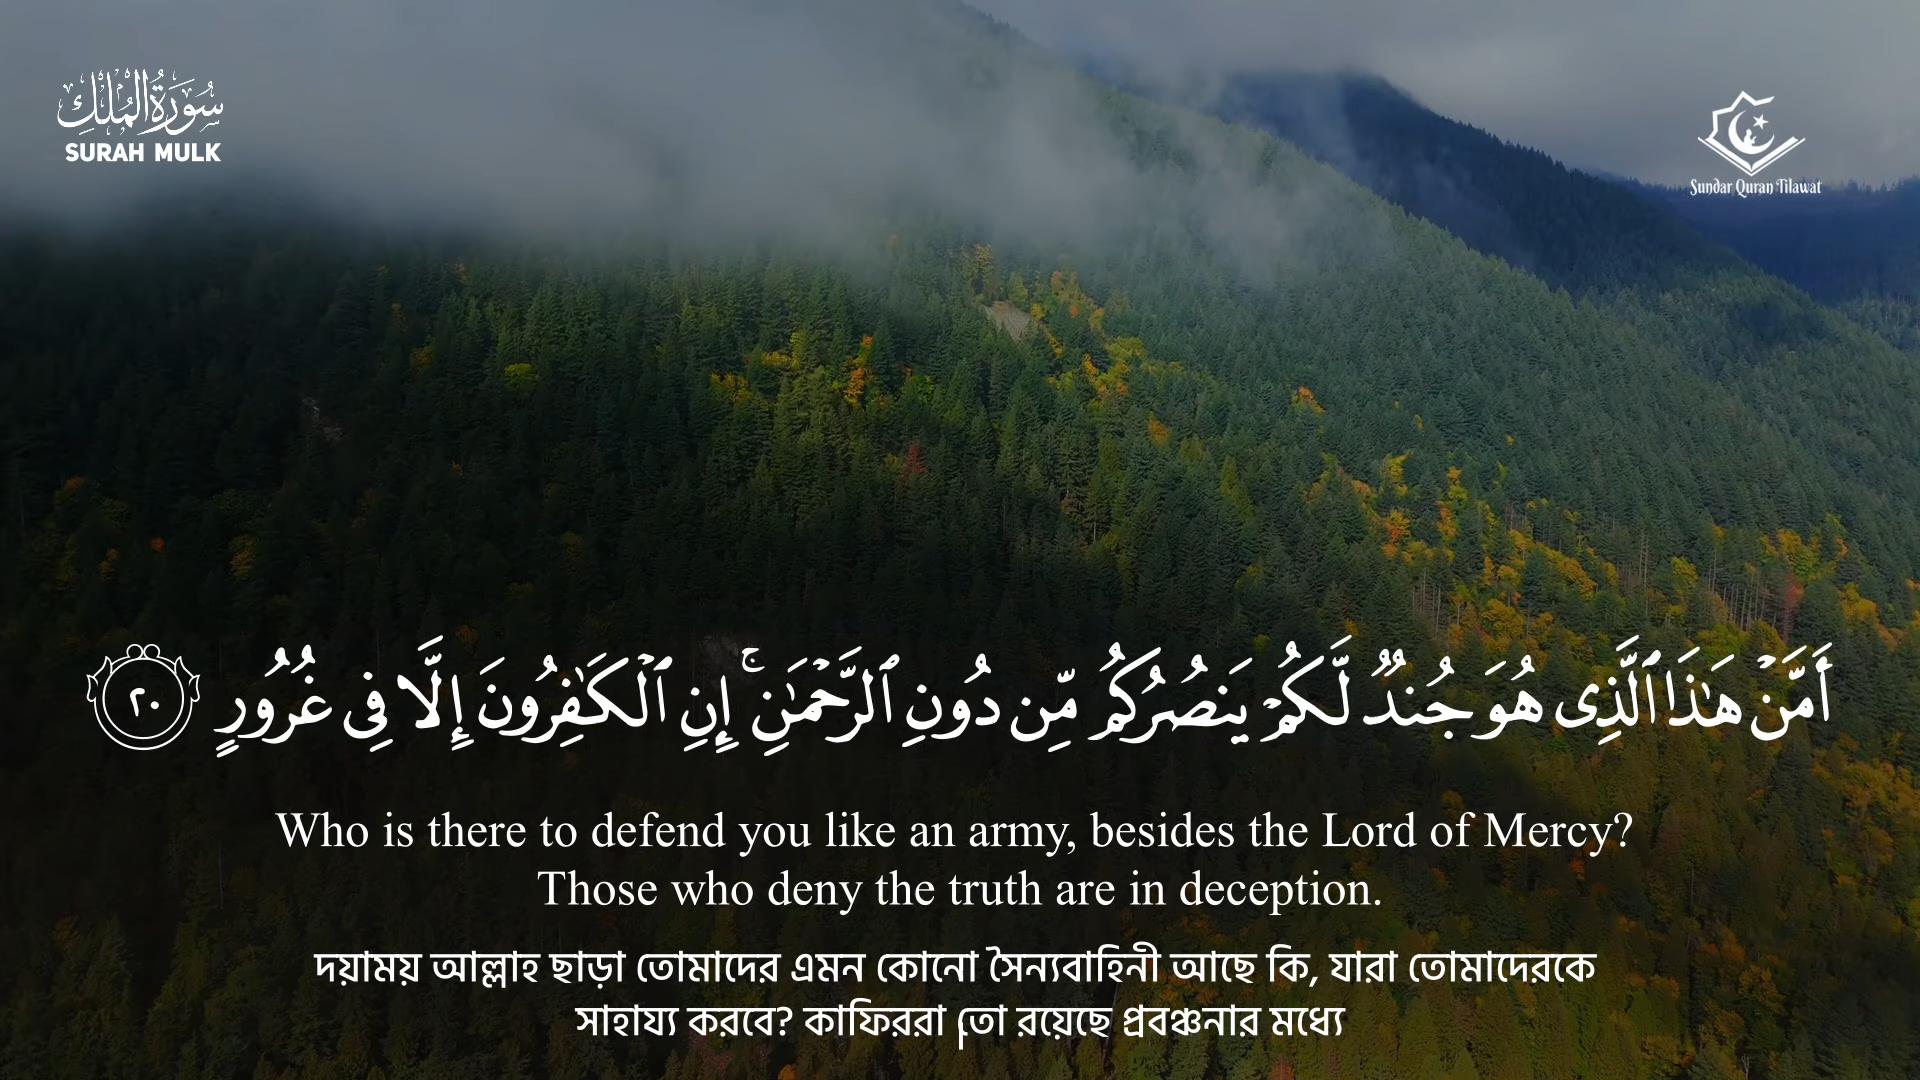 سُورَةُ الْمُلْكِ
SURAH MULK
Sundar Quran Tilawat
أَمَّنْ هَـٰذَا ٱلَّذِى هُوَ جُندٌ لَّكُمْ يَنصُرُكُم مِّن دُونِ ٱلرَّحْمَـٰنِ ۚ إِنِ ٱلْكَـٰفِرُونَ إِلَّا فِى غُرُورٍ ٢٠
Who is there to defend you like an army, besides the Lord of Mercy?
Those who deny the truth are in deception.
দয়াময় আল্লাহ ছাড়া তোমাদের এমন কোনো সৈন্যবাহিনী আছে কি, যারা তোমাদেরকে
সাহায্য করবে? কাফিররা তো রয়েছে প্রবঞ্চনার মধ্যে